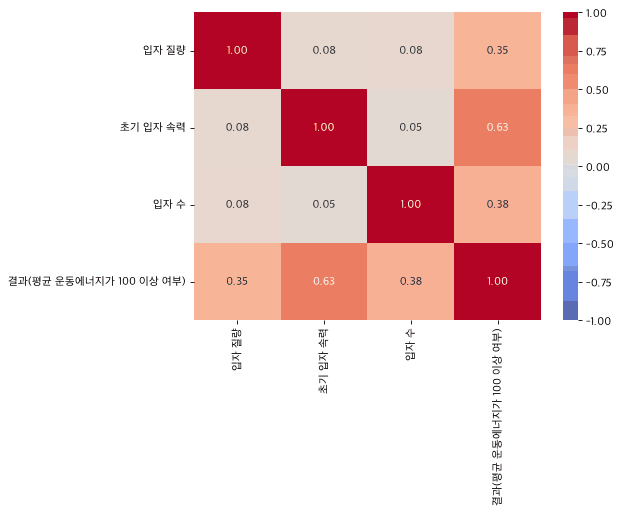 입자 질량
초기 입자 속력
입자 수
결과(평균 운동에너지가 100 이상 여부)
1.00 0.08 0.08 0.35
0.08 1.00 0.05 0.63
0.08 0.05 1.00 0.38
0.35 0.63 0.38 1.00
입자 질량
초기 입자 속력
입자 수
결과(평균 운동에너지가 100 이상 여부)
1.00
0.75
0.50
0.25
0.00
-0.25
-0.50
-0.75
-1.00